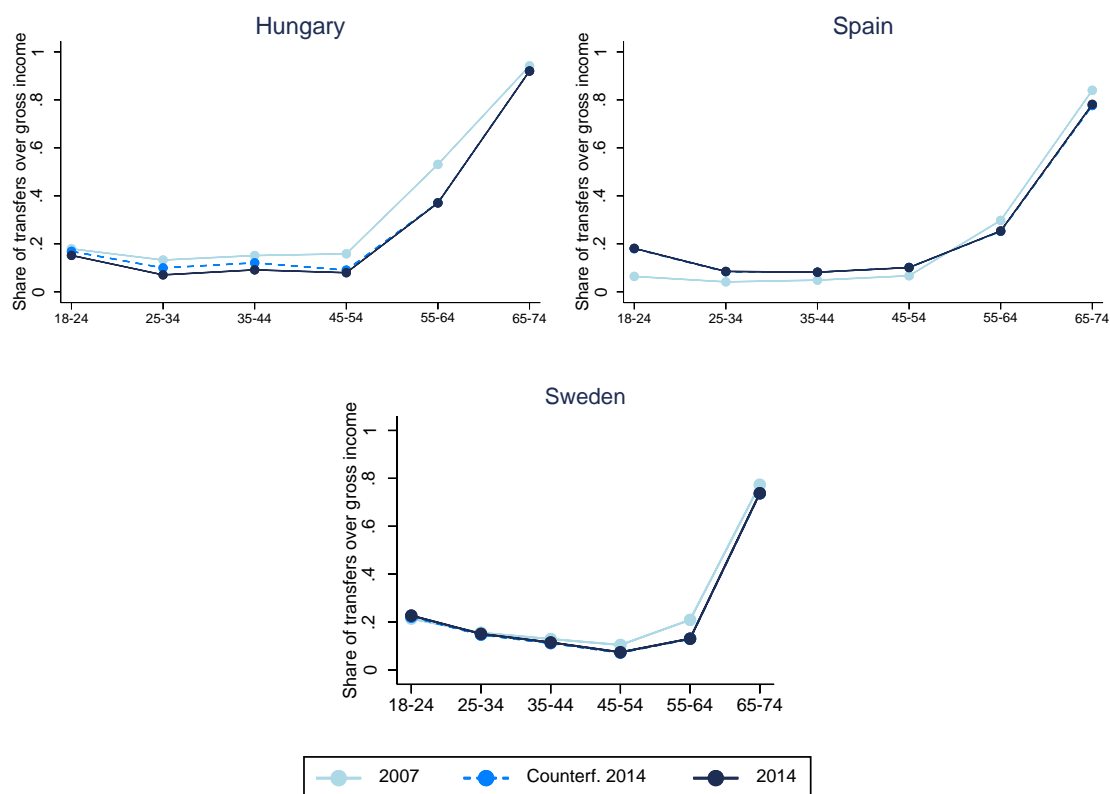 Hungary
Share of transfers over gross income
0 .2 .4 .6 .8 1
18-24 25-34 35-44 45-54 55-64 65-74
Spain
Share of transfers over gross income
0 .2 .4 .6 .8 1
18-24 25-34 35-44 45-54 55-64 65-74
Sweden
Share of transfers over gross income
0 .2 .4 .6 .8 1
18-24 25-34 35-44 45-54 55-64 65-74
2007 Counterf. 2014 2014